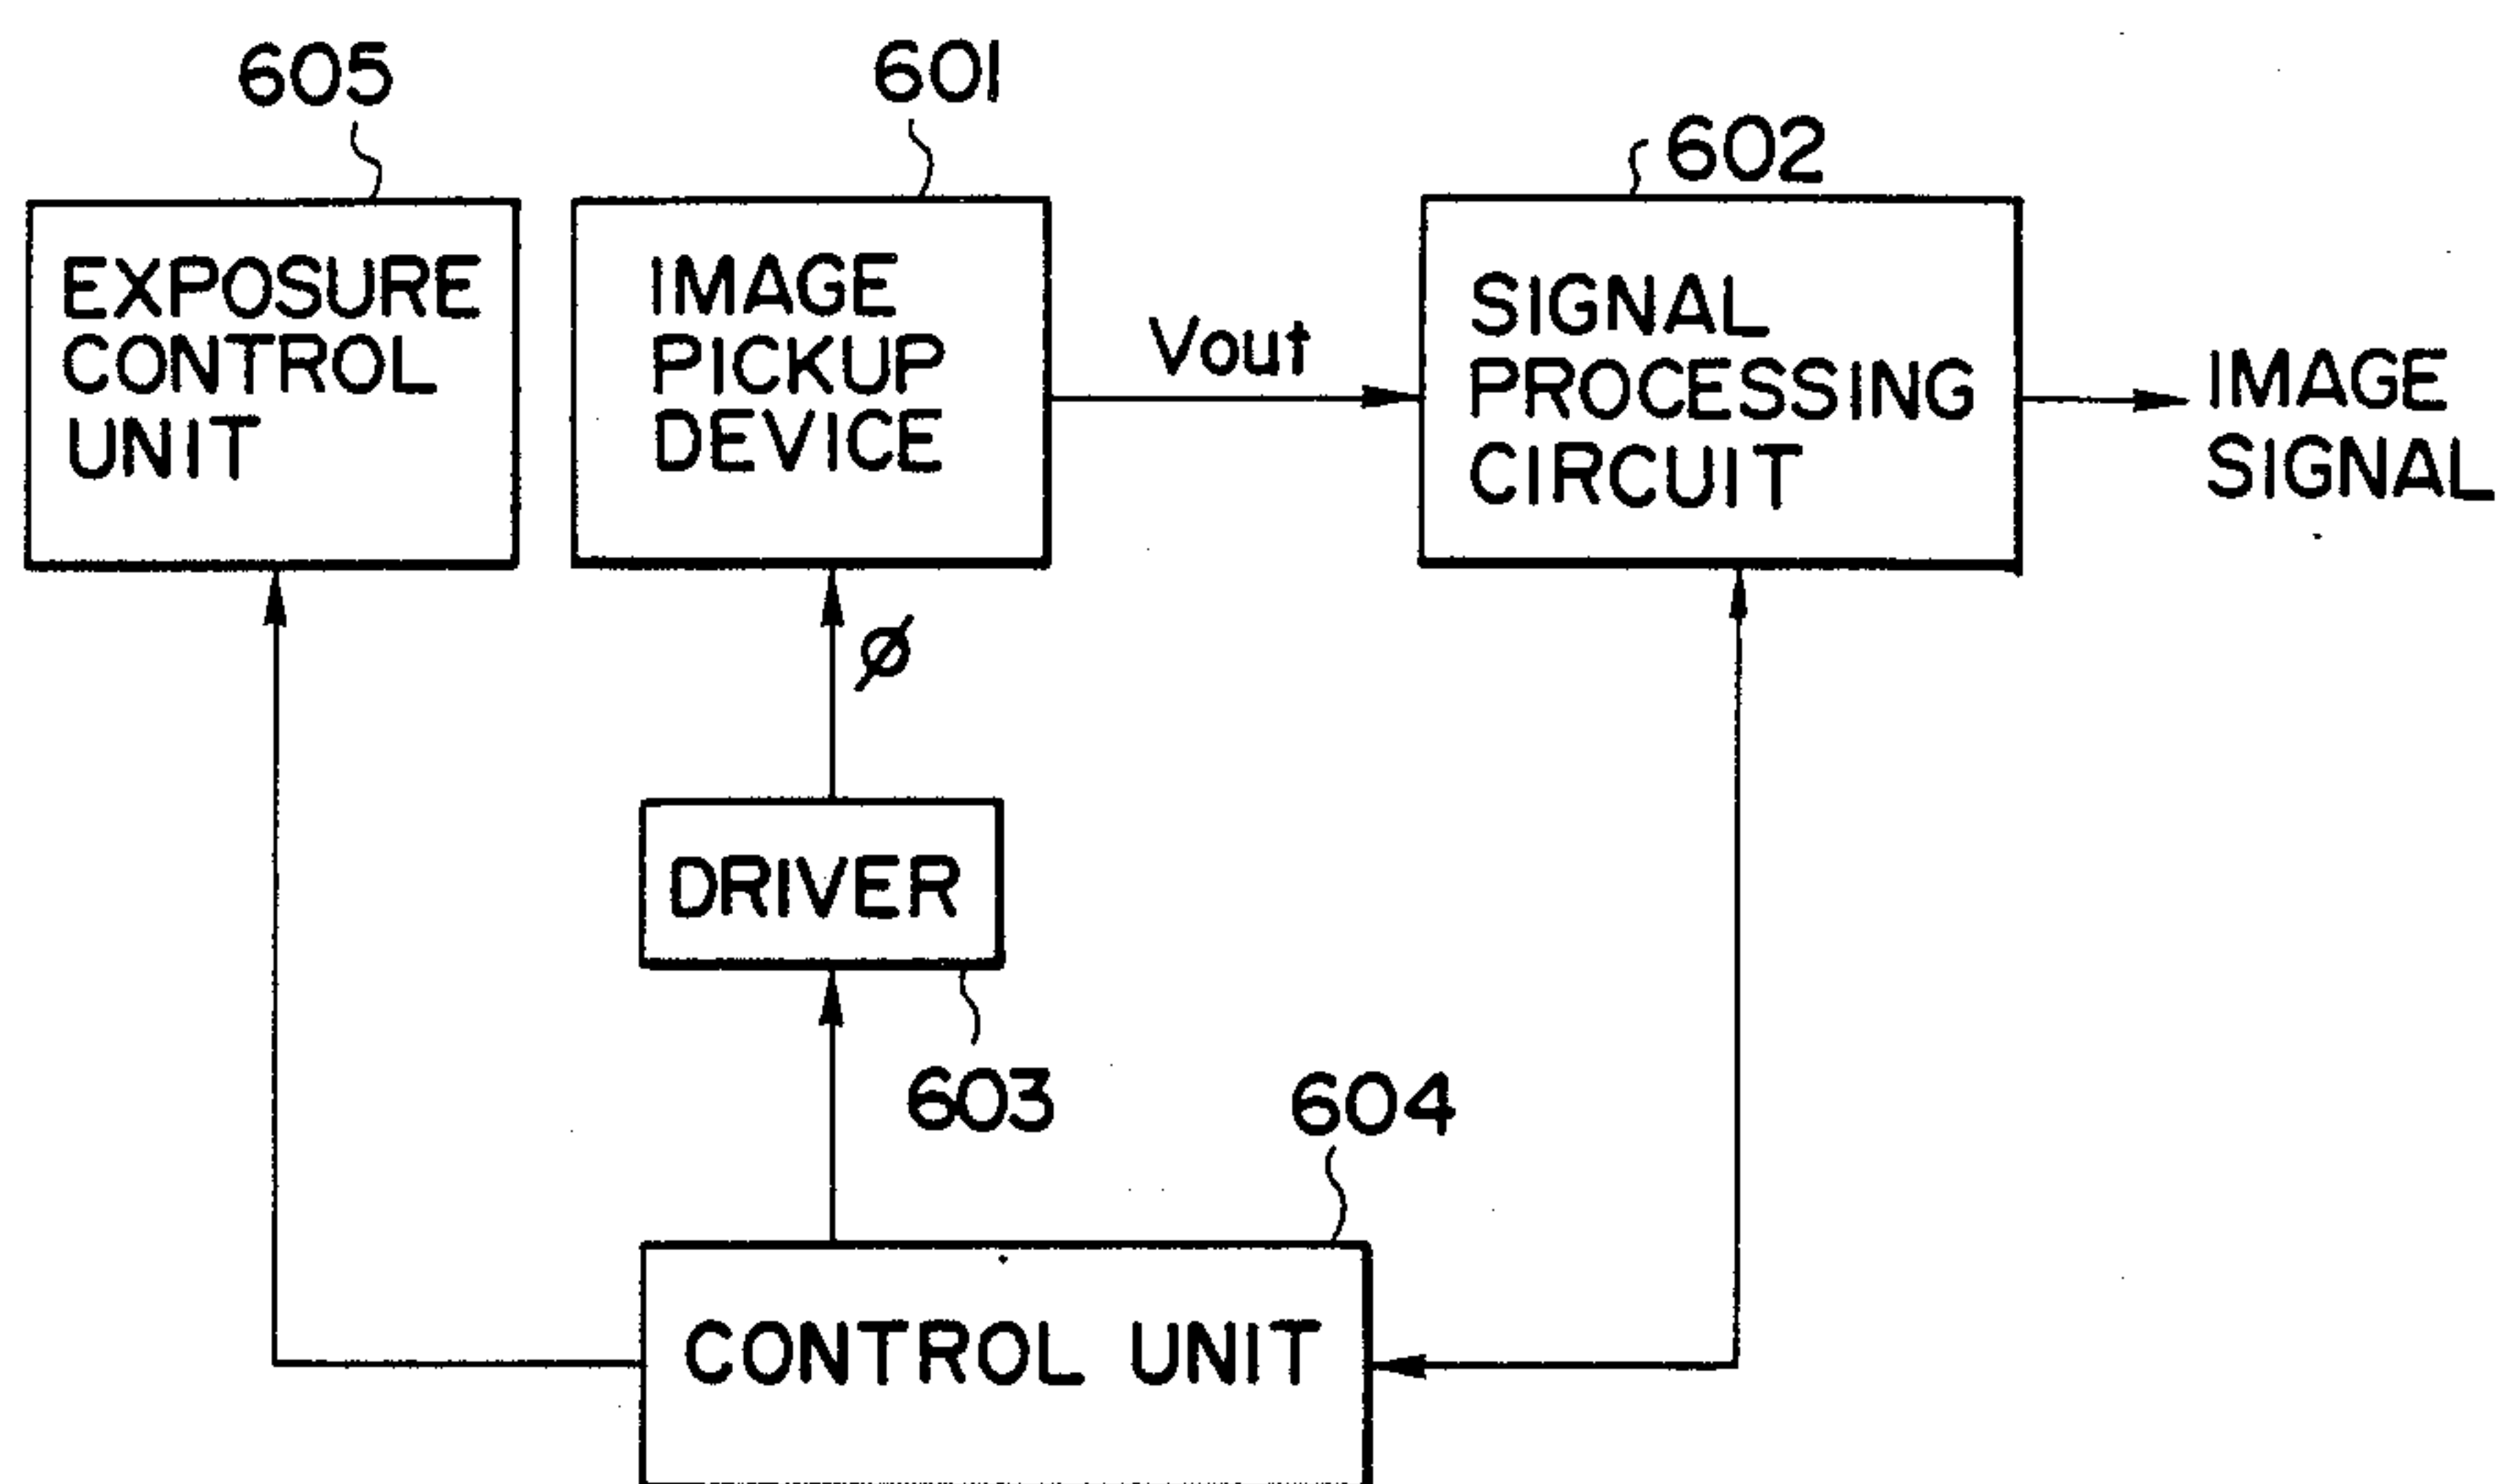 605
601
602
EXPOSURE
CONTROL
UNIT
IMAGE
PICKUP
DEVICE
Vout
SIGNAL
PROCESSING
CIRCUIT
IMAGE
SIGNAL
ø
DRIVER
603
604
CONTROL UNIT